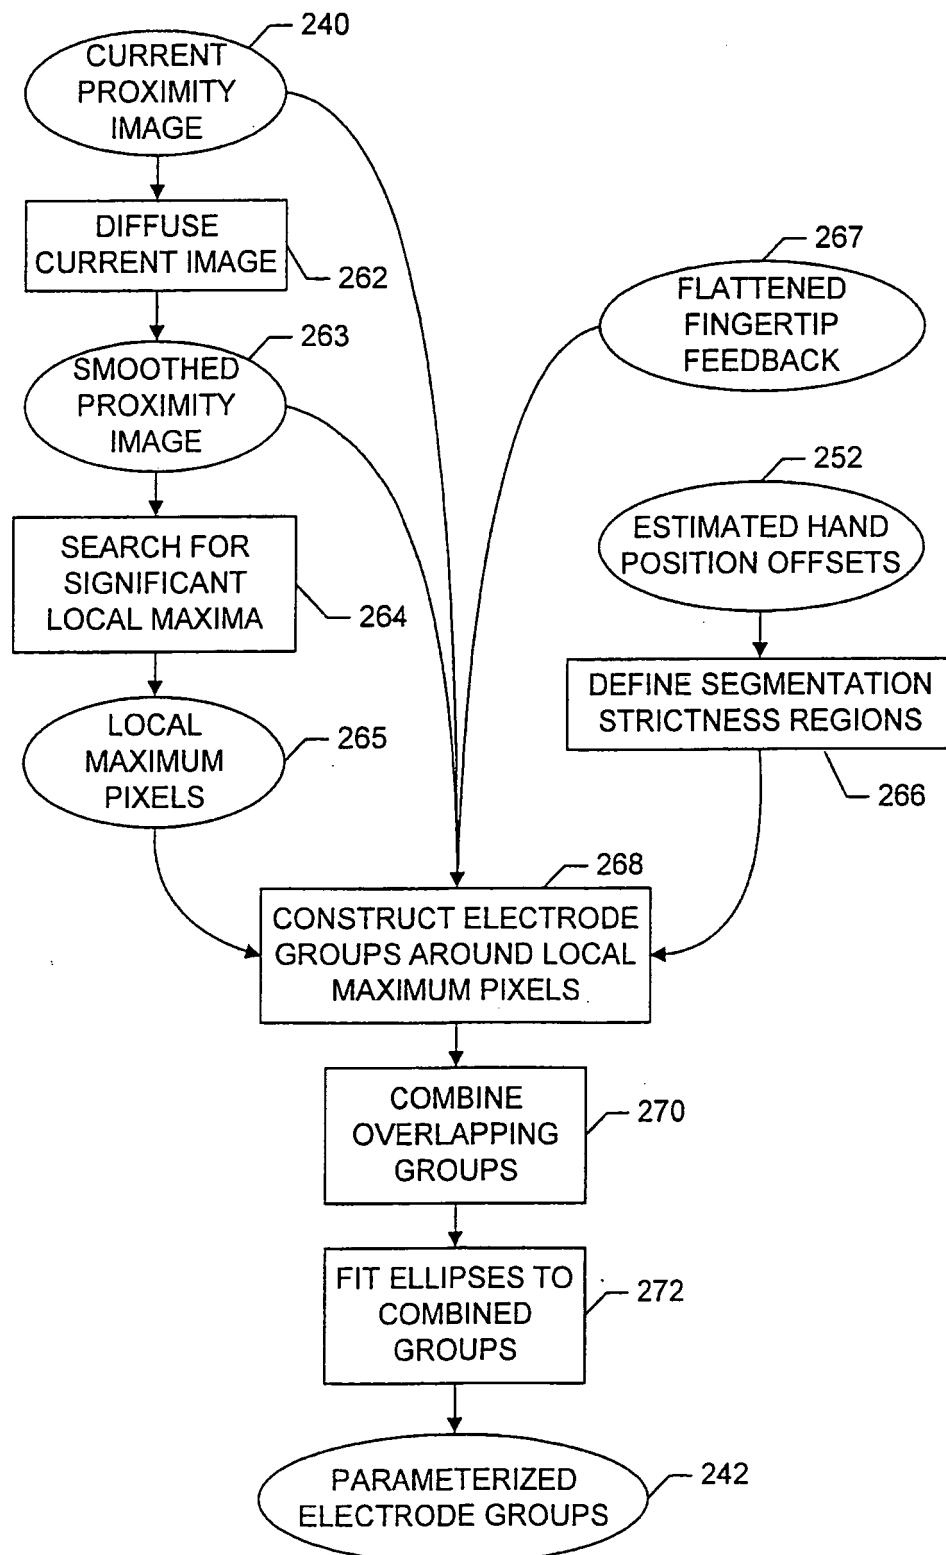 240
CURRENT
PROXIMITY
IMAGE
DIFFUSE
CURRENT IMAGE
262
267
FLATTENED
FINGERTIP
FEEDBACK
263
SMOOTHED
PROXIMITY
IMAGE
252
ESTIMATED HAND
POSITION OFFSETS
SEARCH FOR
SIGNIFICANT
LOCAL MAXIMA
264
DEFINE SEGMENTATION
STRICTNESS REGIONS
266
LOCAL
MAXIMUM
PIXELS
265
268
CONSTRUCT ELECTRODE
GROUPS AROUND LOCAL
MAXIMUM PIXELS
COMBINE
OVERLAPPING
GROUPS
270
FIT ELLIPSES TO
COMBINED
GROUPS
272
PARAMETERIZED
ELECTRODE GROUPS
242